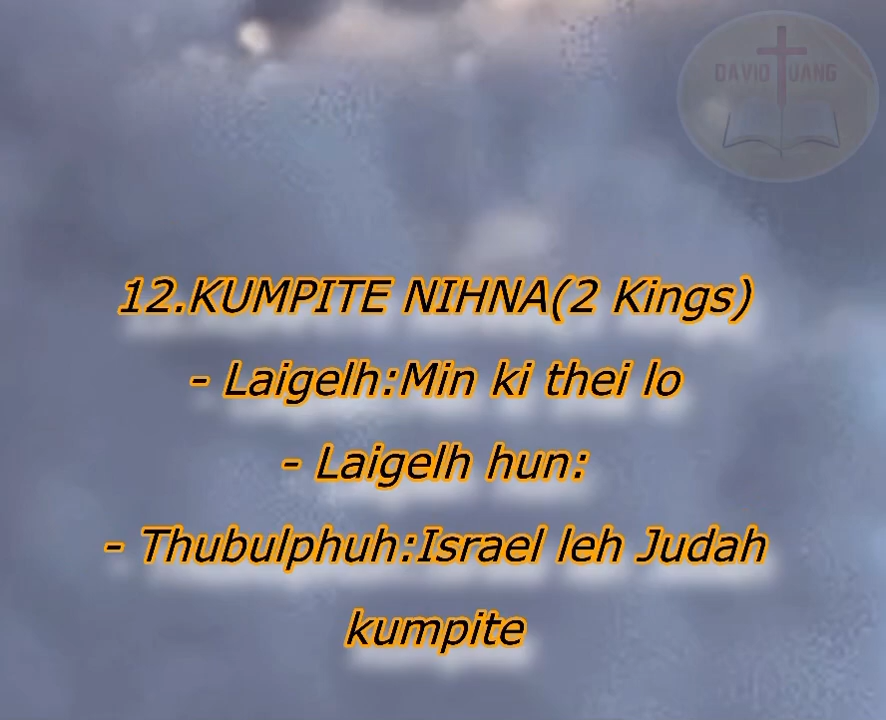 DAVID TUANG
12.KUMPITE NIHNA(2 Kings)
- Laigelh:Min ki thei lo
- Laigelh hun:
- Thubulphuh:Israel leh Judah
kumpite